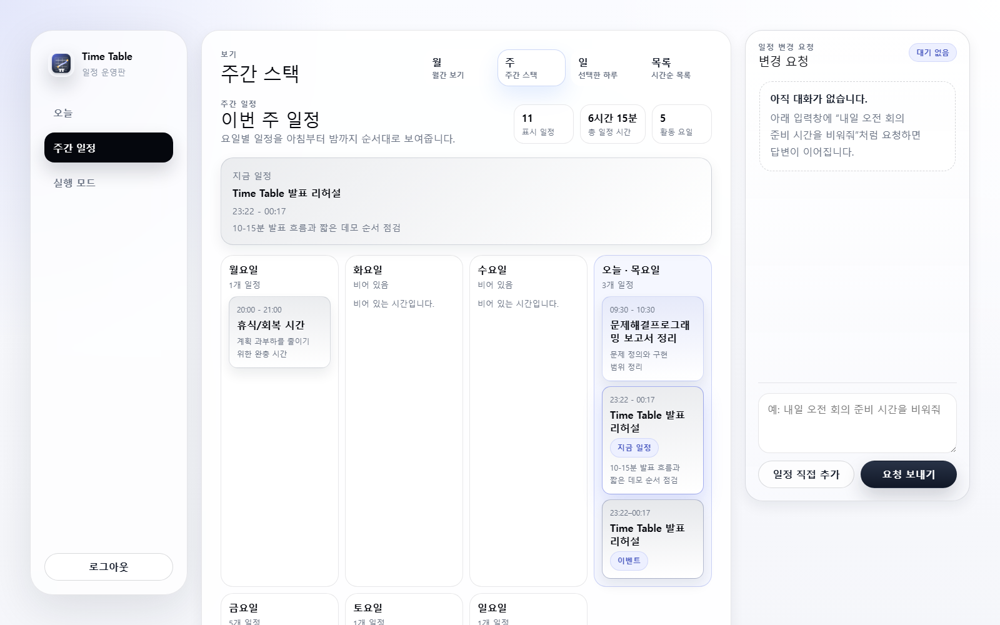 Time Table
일정 운영판
오늘
주간 일정
실행 모드
로그아웃
보기
주간 스택
월
월간 보기
주
주간 스택
일
선택한 하루
목록
시간순 목록
주간 일정
이번 주 일정
요일별 일정을 아침부터 밤까지 순서대로 보여줍니다.
11
표시 일정
6시간 15분
총 일정 시간
5
활동 요일
지금 일정
Time Table 발표 리허설
23:22 - 00:17
10-15분 발표 흐름과 짧은 데모 순서 점검
월요일
1개 일정
20:00 - 21:00
휴식/회복 시간
계획 과부하를 줄이기
위한 완충 시간
화요일
비어 있음
비어 있는 시간입니다.
수요일
비어 있음
비어 있는 시간입니다.
오늘 · 목요일
3개 일정
09:30 - 10:30
문제해결프로그래
밍 보고서 정리
문제 정의와 구현
범위 정리
23:22 - 00:17
Time Table 발표
리허설
지금 일정
10-15분 발표 흐름과
짧은 데모 순서 점검
23:22–00:17
Time Table 발표
리허설
이벤트
금요일
5개 일정
토요일
1개 일정
일요일
1개 일정
일정 변경 요청
변경 요청
대기 없음
아직 대화가 없습니다.
아래 입력창에 “내일 오전 회의
준비 시간을 비워줘”처럼 요청하면
답변이 이어집니다.
예: 내일 오전 회의 준비 시간을 비워줘
일정 직접 추가
요청 보내기